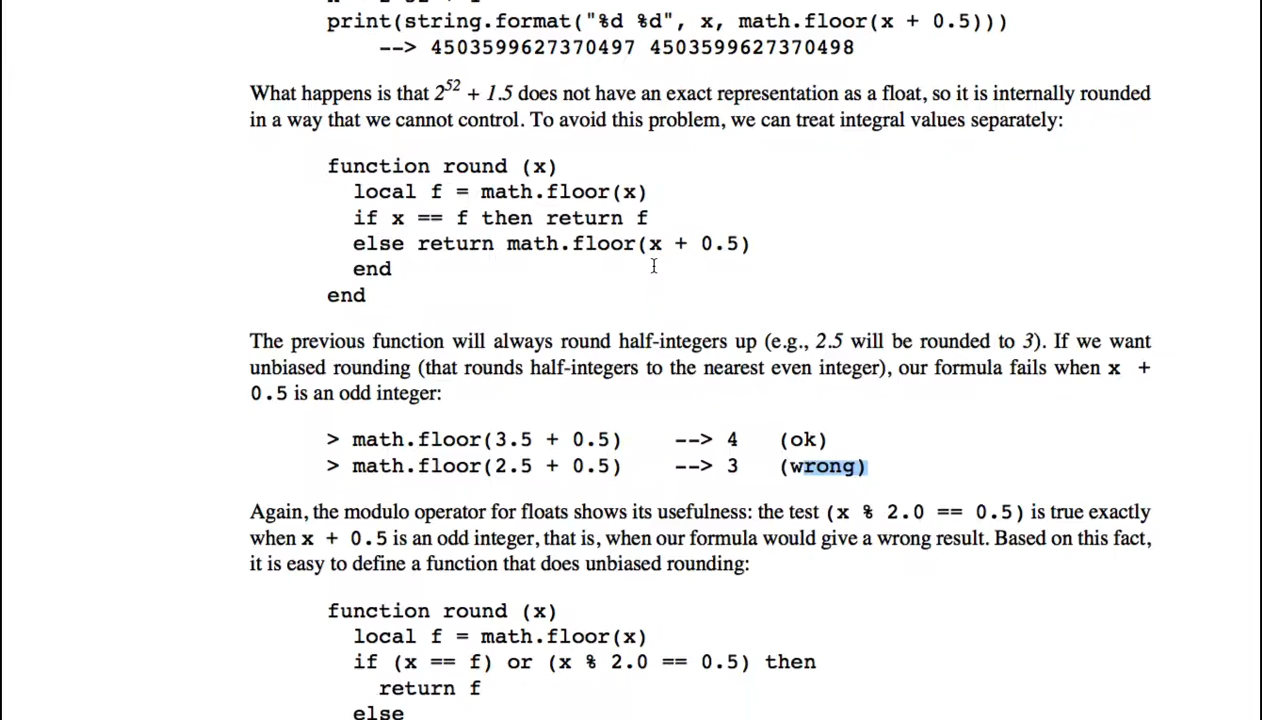 print(string.format("%d %d", x, math.floor(x + 0.5)))
--> 4503599627370497 4503599627370498
What happens is that 2^52 + 1.5 does not have an exact representation as a float, so it is internally rounded
in a way that we cannot control. To avoid this problem, we can treat integral values separately:
function round (x)
local f = math.floor(x)
if x == f then return f
else return math.floor(x + 0.5)
end
end
The previous function will always round half-integers up (e.g., 2.5 will be rounded to 3). If we want
unbiased rounding (that rounds half-integers to the nearest even integer), our formula fails when x +
0.5 is an odd integer:
> math.floor(3.5 + 0.5) --> 4 (ok)
> math.floor(2.5 + 0.5) --> 3 (wrong)
Again, the modulo operator for floats shows its usefulness: the test (x % 2.0 == 0.5) is true exactly
when x + 0.5 is an odd integer, that is, when our formula would give a wrong result. Based on this fact,
it is easy to define a function that does unbiased rounding:
function round (x)
local f = math.floor(x)
if (x == f) or (x % 2.0 == 0.5) then
return f
else